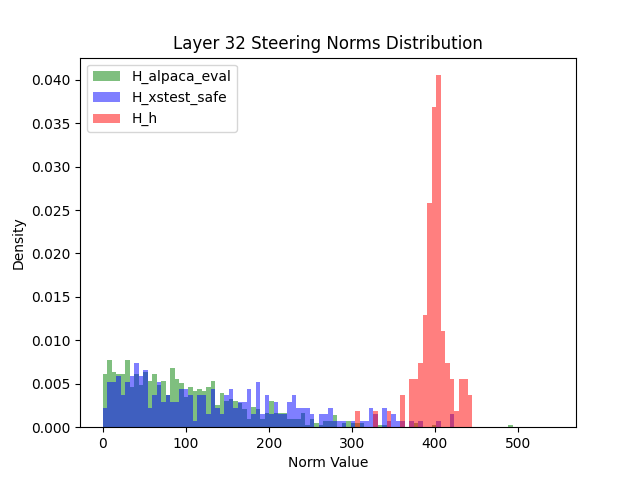 Layer 32 Steering Norms Distribution
H_alpaca_eval
H_xstest_safe
H_h
0.040
0.035
0.030
0.025
0.020
0.015
0.010
0.005
0.000
Density
0
100
200
300
400
500
Norm Value